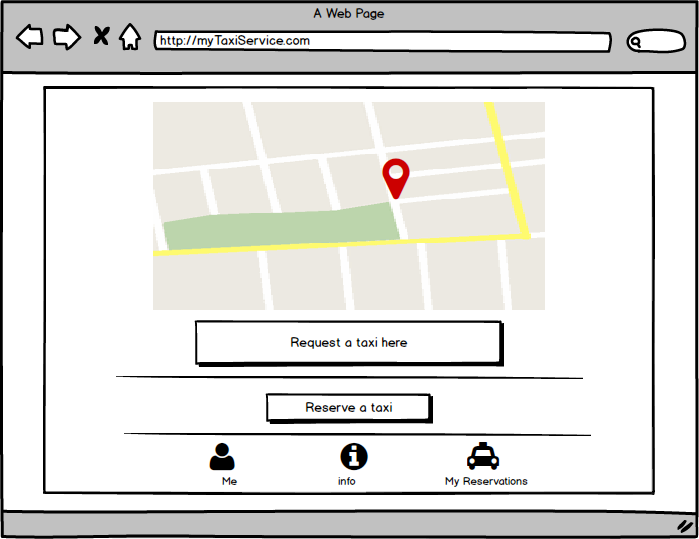 A Web Page
http://myTaxiService.com
Request a taxi here
Reserve a taxi
Me
info
My Reservations